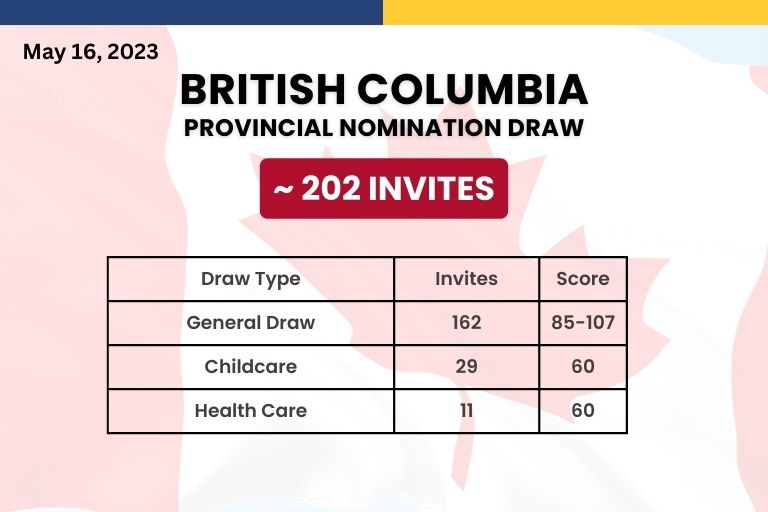 May 16, 2023
BRITISH COLUMBIA
PROVINCIAL NOMINATION DRAW
~ 202 INVITES
Draw Type Invites Score
General Draw 162 85-107
Childcare 29 60
Health Care 11 60